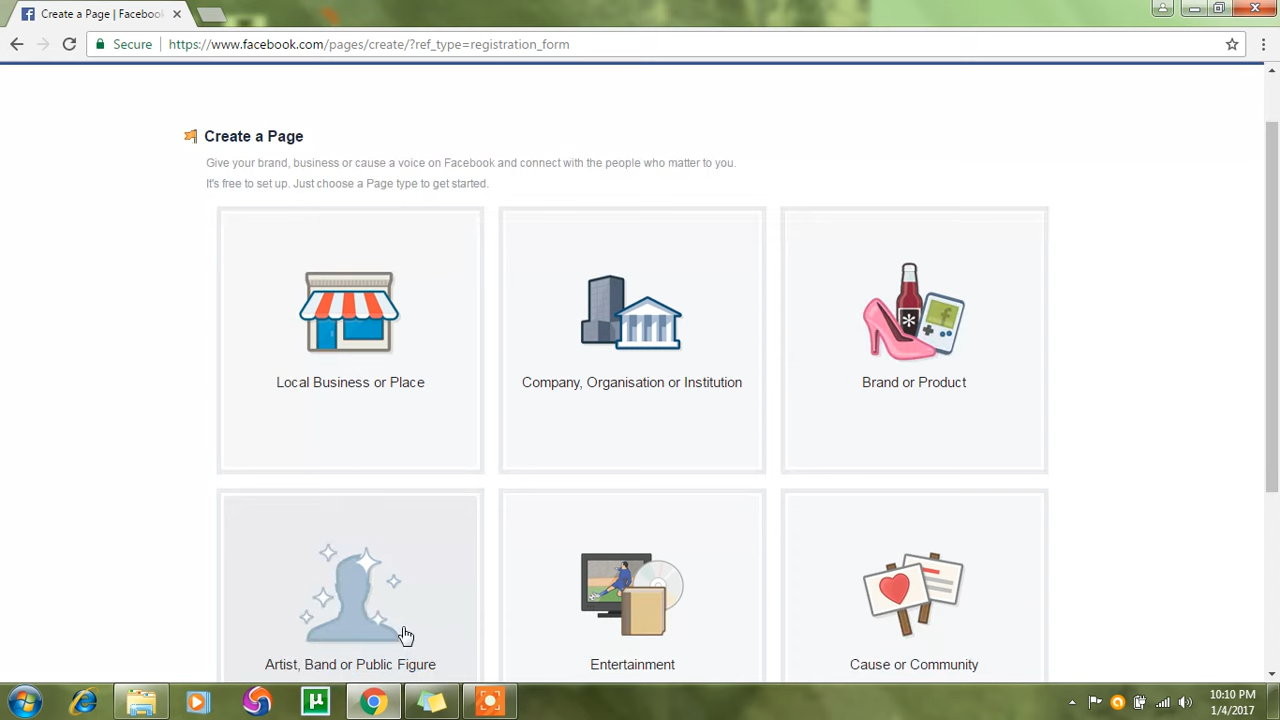 Create a Page | Facebook
Secure
https://www.facebook.com/pages/create/?ref_type=registration_form
Create a Page
Give your brand, business or cause a voice on Facebook and connect with the people who matter to you.
It's free to set up. Just choose a Page type to get started.
Local Business or Place
Company, Organisation or Institution
Brand or Product
Artist, Band or Public Figure
Entertainment
Cause or Community
10:10 PM
1/4/2017